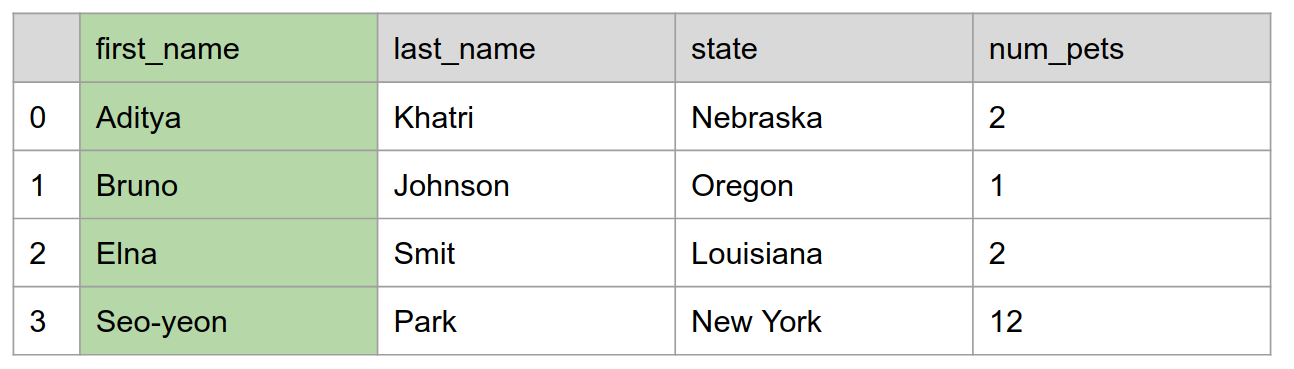 first_name last_name state num_pets
0 Aditya Khatri Nebraska 2
1 Bruno Johnson Oregon 1
2 Elna Smit Louisiana 2
3 Seo-yeon Park New York 12